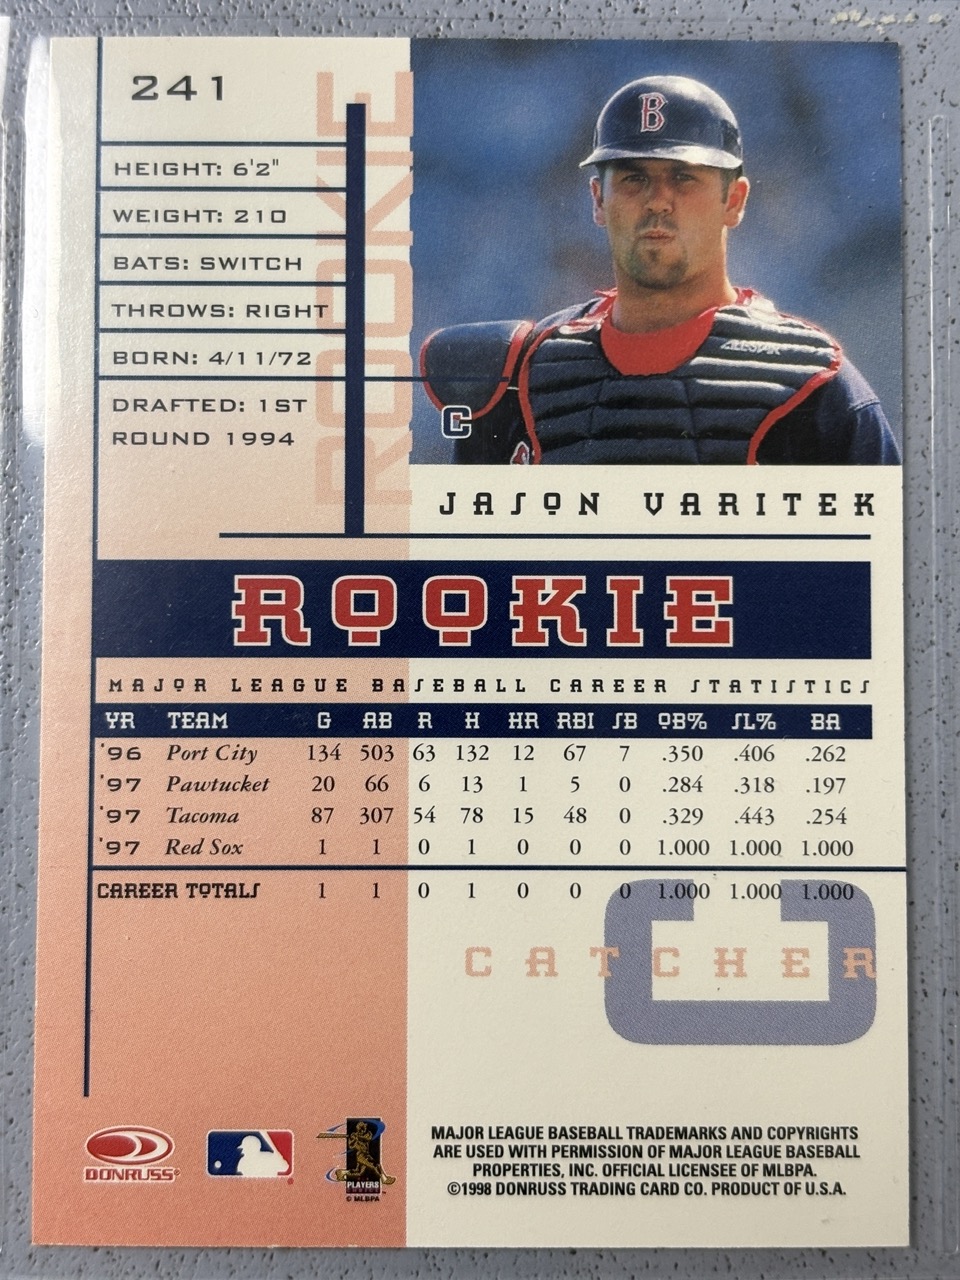 241
ROOKIE
HEIGHT: 6'2"
WEIGHT: 210
BATS: SWITCH
THROWS: RIGHT
BORN: 4/11/72
DRAFTED: 1ST
ROUND 1994
B
ALL-STAR
C
JASON VARITEK
ROOKIE
MAJOR LEAGUE BASEBALL CAREER STATISTICS
YR TEAM G AB R H HR RBI SB OB% SL% BA
'96 Port City 134 503 63 132 12 67 7 .350 .406 .262
'97 Pawtucket 20 66 6 13 1 5 0 .284 .318 .197
'97 Tacoma 87 307 54 78 15 48 0 .329 .443 .254
'97 Red Sox 1 1 0 1 0 0 0 1.000 1.000 1.000
CAREER TOTALS 1 1 0 1 0 0 0 1.000 1.000 1.000
C
CATCHER
DONRUSS®
PLAYERS
© MLBPA
MAJOR LEAGUE BASEBALL TRADEMARKS AND COPYRIGHTS
ARE USED WITH PERMISSION OF MAJOR LEAGUE BASEBALL
PROPERTIES, INC. OFFICIAL LICENSEE OF MLBPA.
©1998 DONRUSS TRADING CARD CO. PRODUCT OF U.S.A.